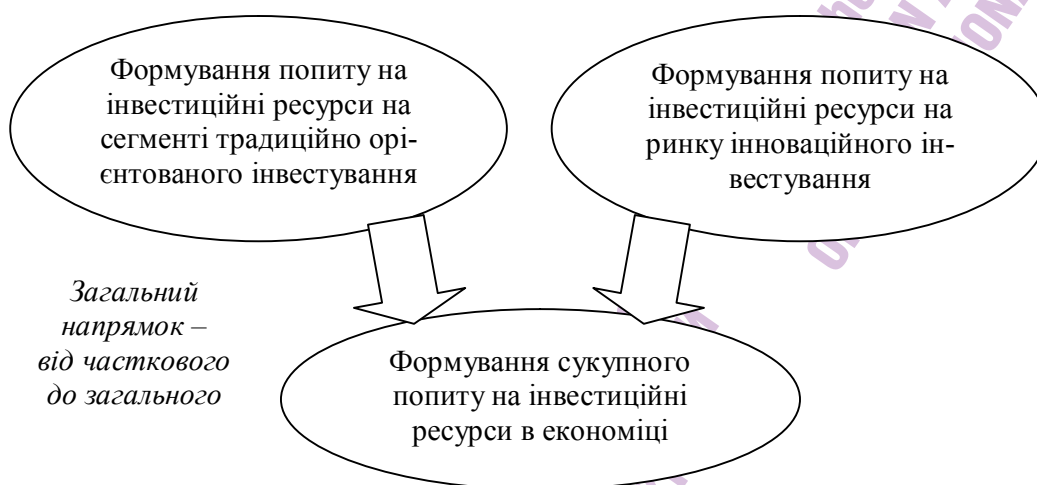 Формування попиту на
інвестиційні ресурси на
сегменті традиційно орі-
єнтованого інвестування
Формування попиту на
інвестиційні ресурси на
ринку інноваційного ін-
вестування
Загальний
напрямок –
від часткового
до загального
Формування сукупного
попиту на інвестиційні
ресурси в економіці